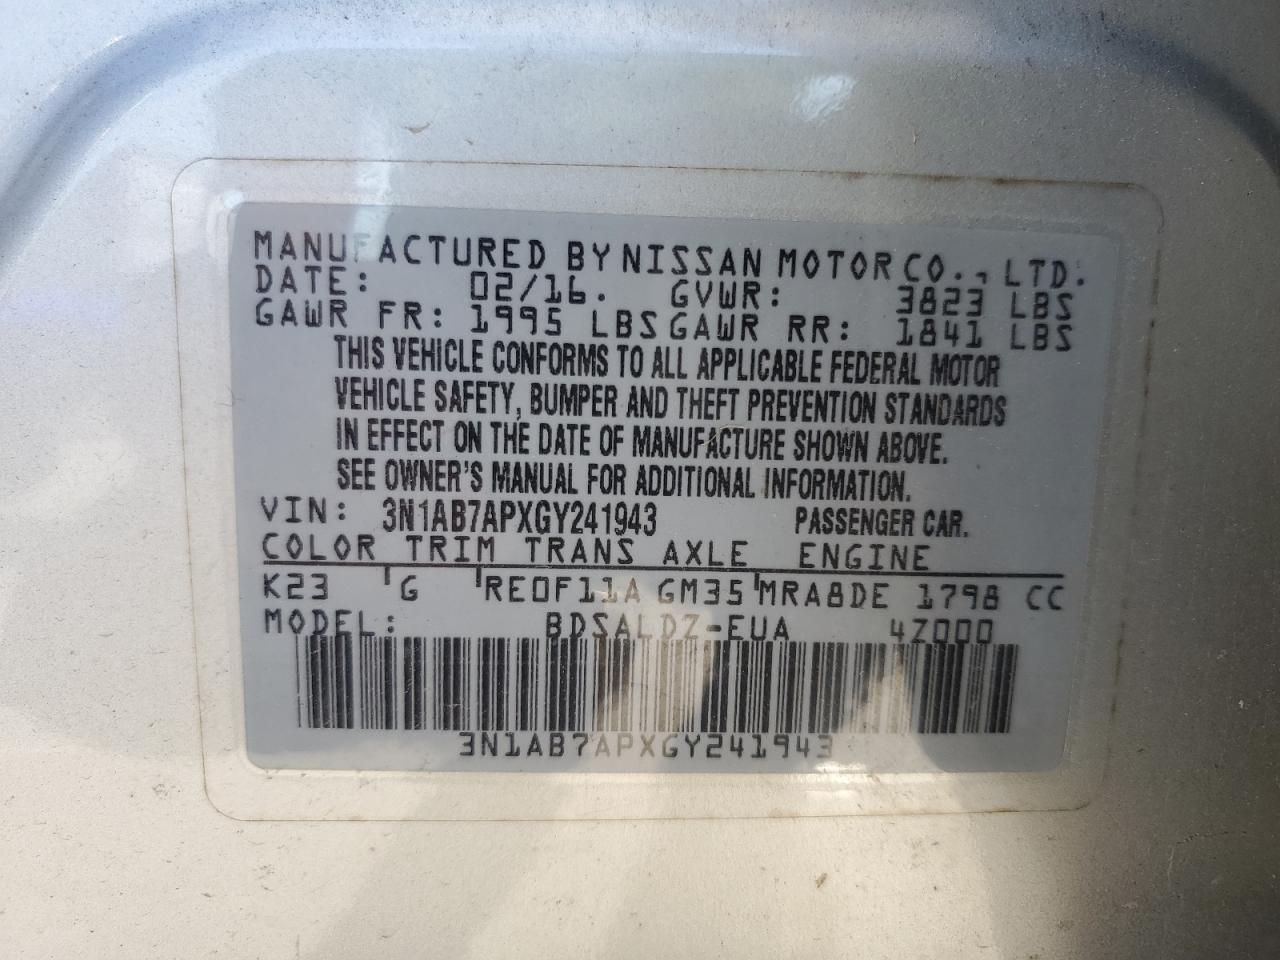 MANUFACTURED BY NISSAN MOTOR CO., LTD.
DATE: 02/16. GVWR: 3823 LBS
GAWR FR: 1995 LBS GAWR RR: 1841 LBS
THIS VEHICLE CONFORMS TO ALL APPLICABLE FEDERAL MOTOR
VEHICLE SAFETY, BUMPER AND THEFT PREVENTION STANDARDS
IN EFFECT ON THE DATE OF MANUFACTURE SHOWN ABOVE.
SEE OWNER'S MANUAL FOR ADDITIONAL INFORMATION.
VIN: 3N1AB7APXGY241943 PASSENGER CAR.
COLOR TRIM TRANS AXLE ENGINE
K23 G RE0F11A GM35 MRA8DE 1798 CC
MODEL: BDSALDZ-EUA 4Z000
3N1AB7APXGY241943